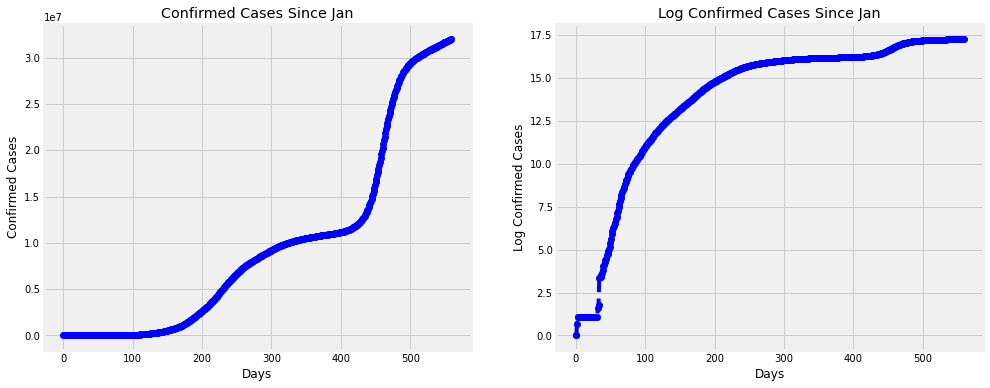 Confirmed Cases Since Jan
1e7
3.0
2.5
2.0
1.5
1.0
0.5
0.0
Confirmed Cases
0 100 200 300 400 500
Days
Log Confirmed Cases Since Jan
17.5
15.0
12.5
10.0
7.5
5.0
2.5
0.0
Log Confirmed Cases
0 100 200 300 400 500
Days